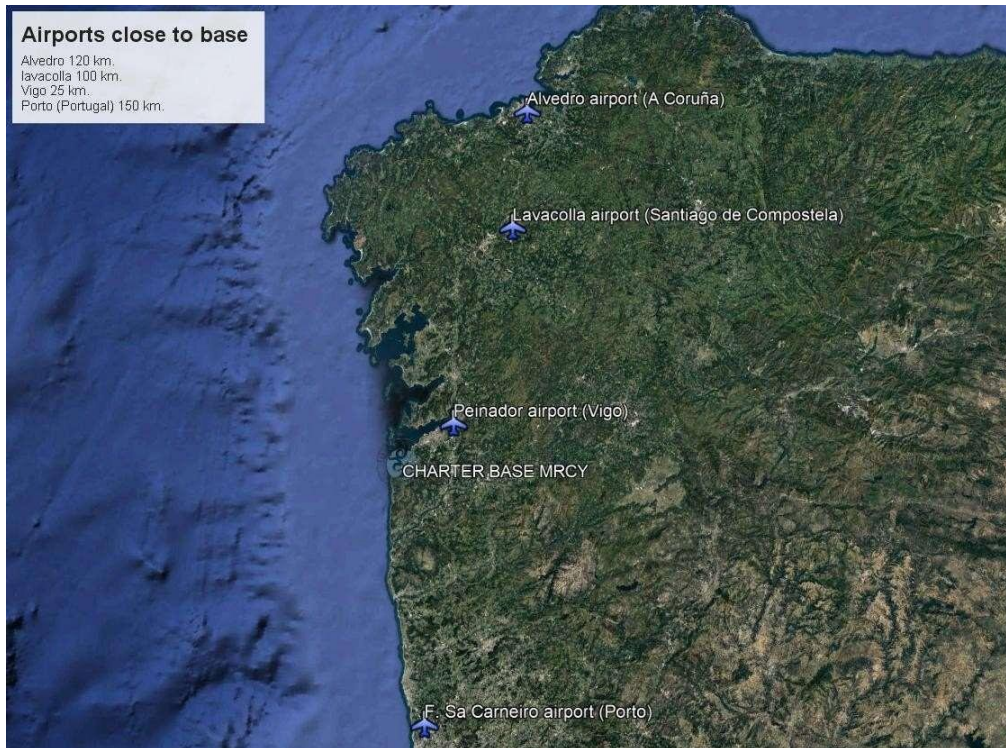 Airports close to base
Alvedro 120 km.
lavacolla 100 km.
Vigo 25 km.
Porto (Portugal) 150 km.
Alvedro airport (A Coruña)
Lavacolla airport (Santiago de Compostela)
Peinador airport (Vigo)
CHARTER BASE MRCY
F. Sa Carneiro airport (Porto)